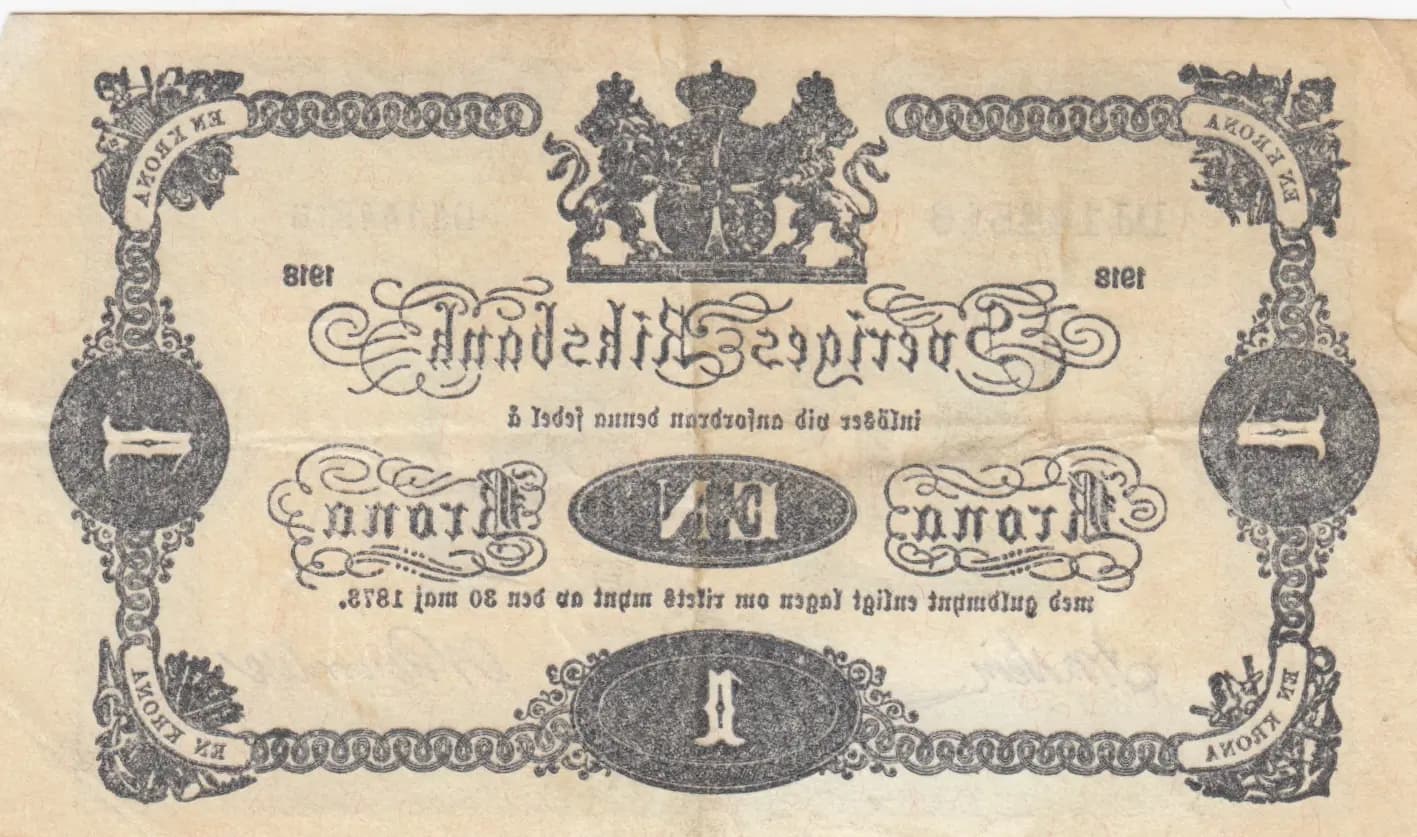 EN KRONA EN KRONA
1918 1918
Sveriges Riksbank
inlöser vid anfordran denna sedel å
1 1
Krona EN Krona
med guldmynt enligt lagen om rikets mynt av den 30 maj 1873.
1
EN KRONA EN KRONA